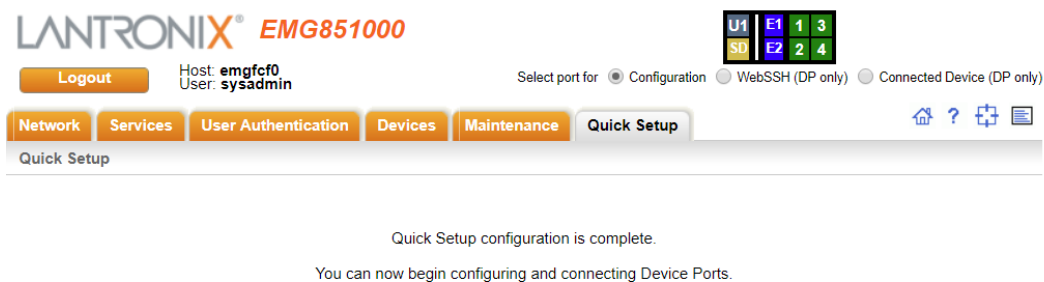 LANTRONIX® EMG851000
U1 E1 1 3
SD E2 2 4
Logout
Host: emgfcf0
User: sysadmin
Select port for Configuration WebSSH (DP only) Connected Device (DP only)
Network Services User Authentication Devices Maintenance Quick Setup
?
Quick Setup
Quick Setup configuration is complete.
You can now begin configuring and connecting Device Ports.